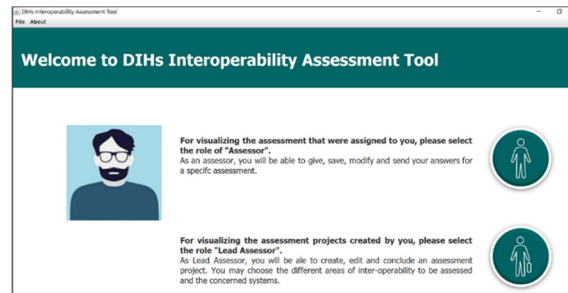 DIHs Interoperability Assessment Tool
File About
Welcome to DIHs Interoperability Assessment Tool
For visualizing the assessment that were assigned to you, please select
the role of "Assessor".
As an assessor, you will be able to give, save, modify and send your answers for
a specifc assessment.
For visualizing the assessment projects created by you, please select
the role "Lead Assessor".
As Lead Assessor, you will be ale to create, edit and conclude an assessment
project. You may choose the different areas of inter-operability to be assessed
and the concerned systems.